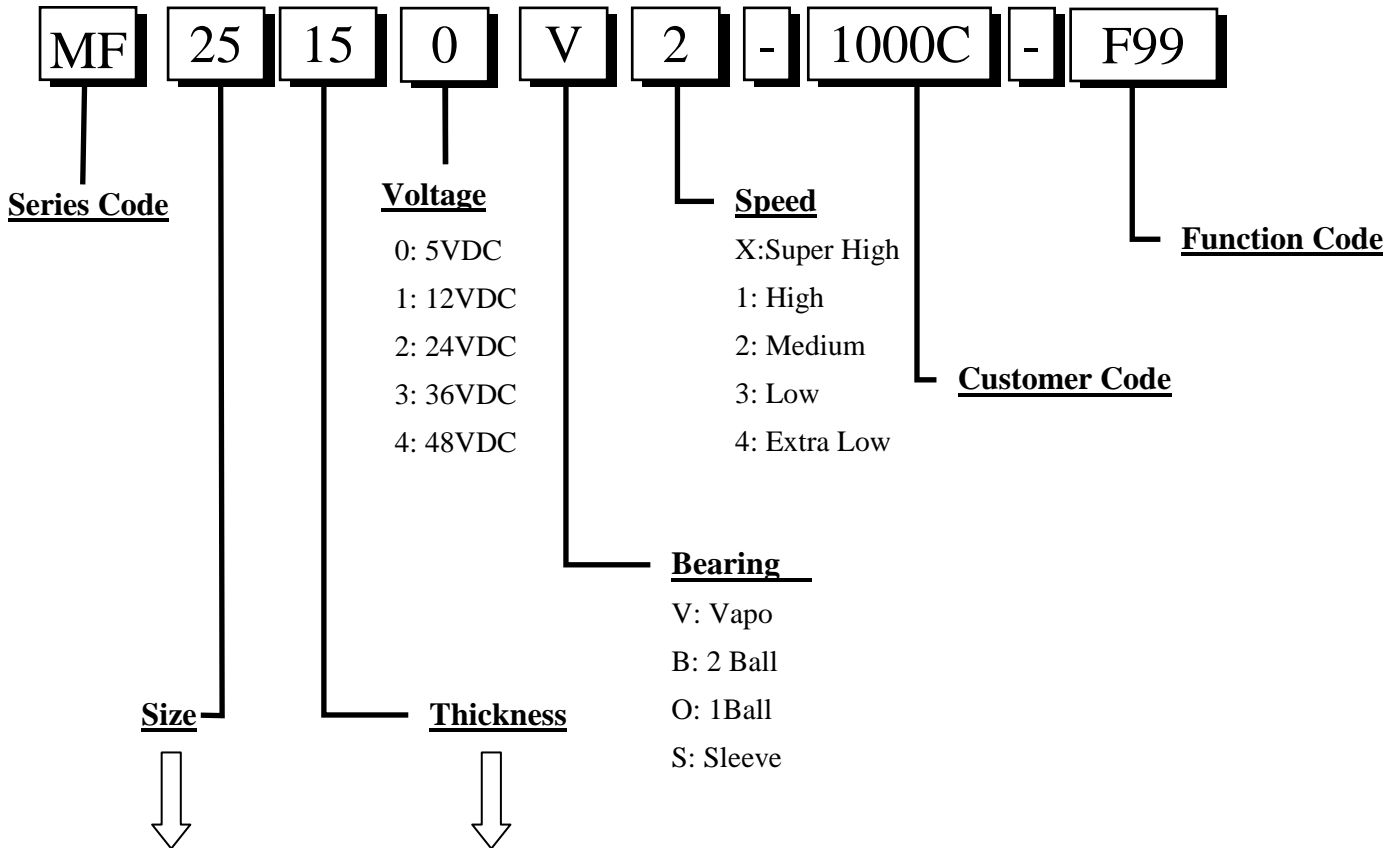 MF 25 15 0 V 2 - 1000C - F99
Series Code
Voltage
0: 5VDC
1: 12VDC
2: 24VDC
3: 36VDC
4: 48VDC
Speed
X:Super High
1: High
2: Medium
3: Low
4: Extra Low
Function Code
Customer Code
Bearing
V: Vapo
B: 2 Ball
O: 1Ball
S: Sleeve
Size
Thickness